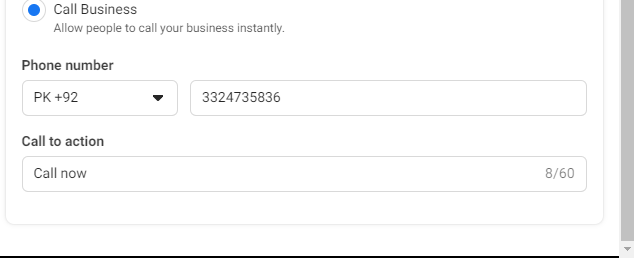 Call Business
Allow people to call your business instantly.
Phone number
PK +92 3324735836
Call to action
Call now 8/60